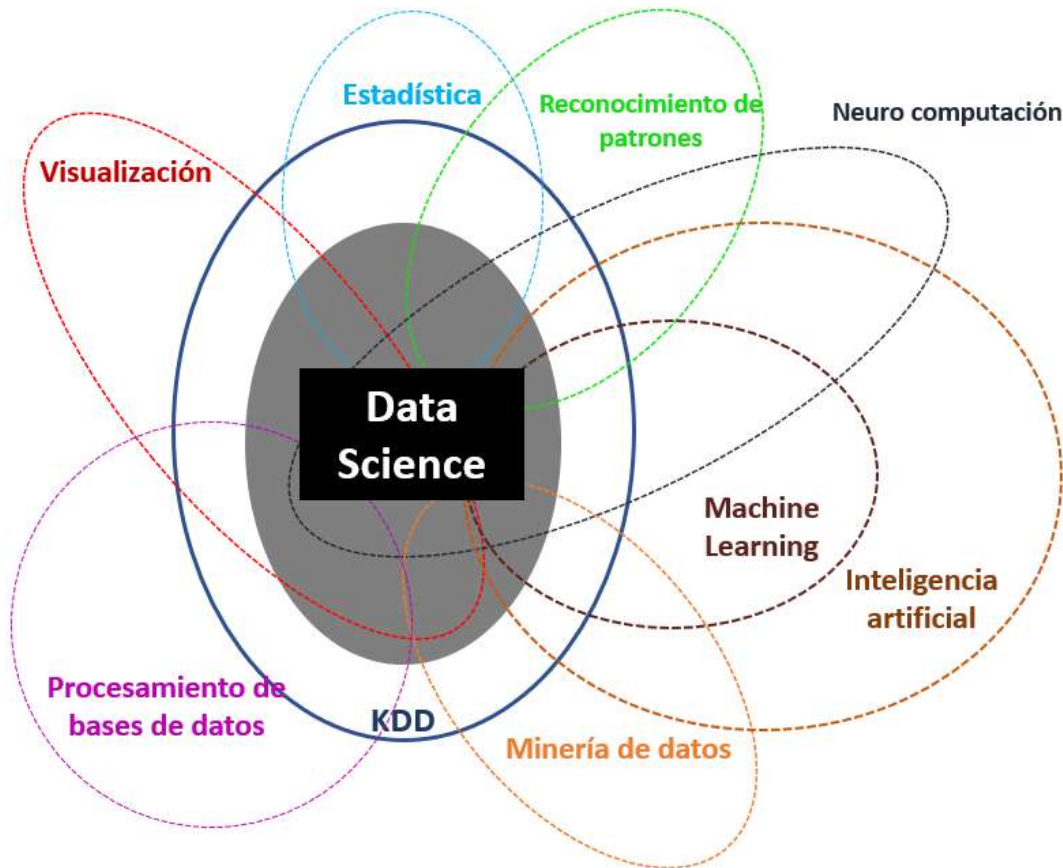 Estadística
Reconocimiento de
patrones
Neuro computación
Visualización
Data
Science
Machine
Learning
Inteligencia
artificial
Procesamiento de
bases de datos
KDD
Minería de datos